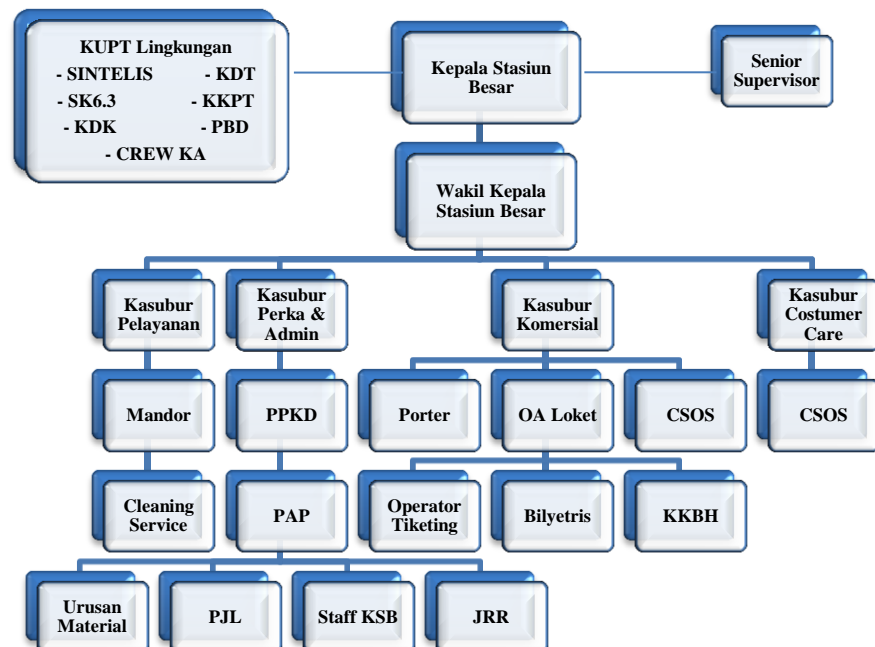 KUPT Lingkungan
- SINTELIS - KDT
- SK6.3 - KKPT
- KDK - PBD
- CREW KA
Kepala Stasiun
Besar
Senior
Supervisor
Wakil Kepala
Stasiun Besar
Kasubur
Pelayanan
Kasubur
Perka &
Admin
Kasubur
Komersial
Kasubur
Costumer
Care
Mandor
PPKD
Porter
OA Loket
CSOS
CSOS
Cleaning
Service
PAP
Operator
Tiketing
Bilyetris
KKBH
Urusan
Material
PJL
Staff KSB
JRR